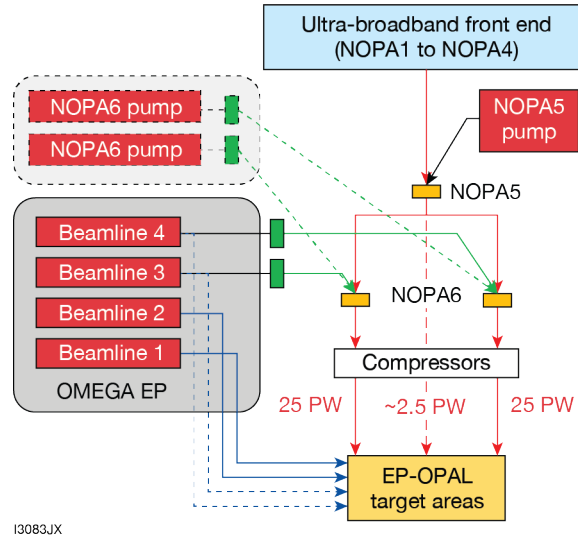 Ultra-broadband front end
(NOPA1 to NOPA4)
NOPA6 pump
NOPA6 pump
NOPA5
pump
NOPA5
Beamline 4
Beamline 3
Beamline 2
Beamline 1
OMEGA EP
NOPA6
Compressors
25 PW
~2.5 PW
25 PW
EP-OPAL
target areas
I3083JX